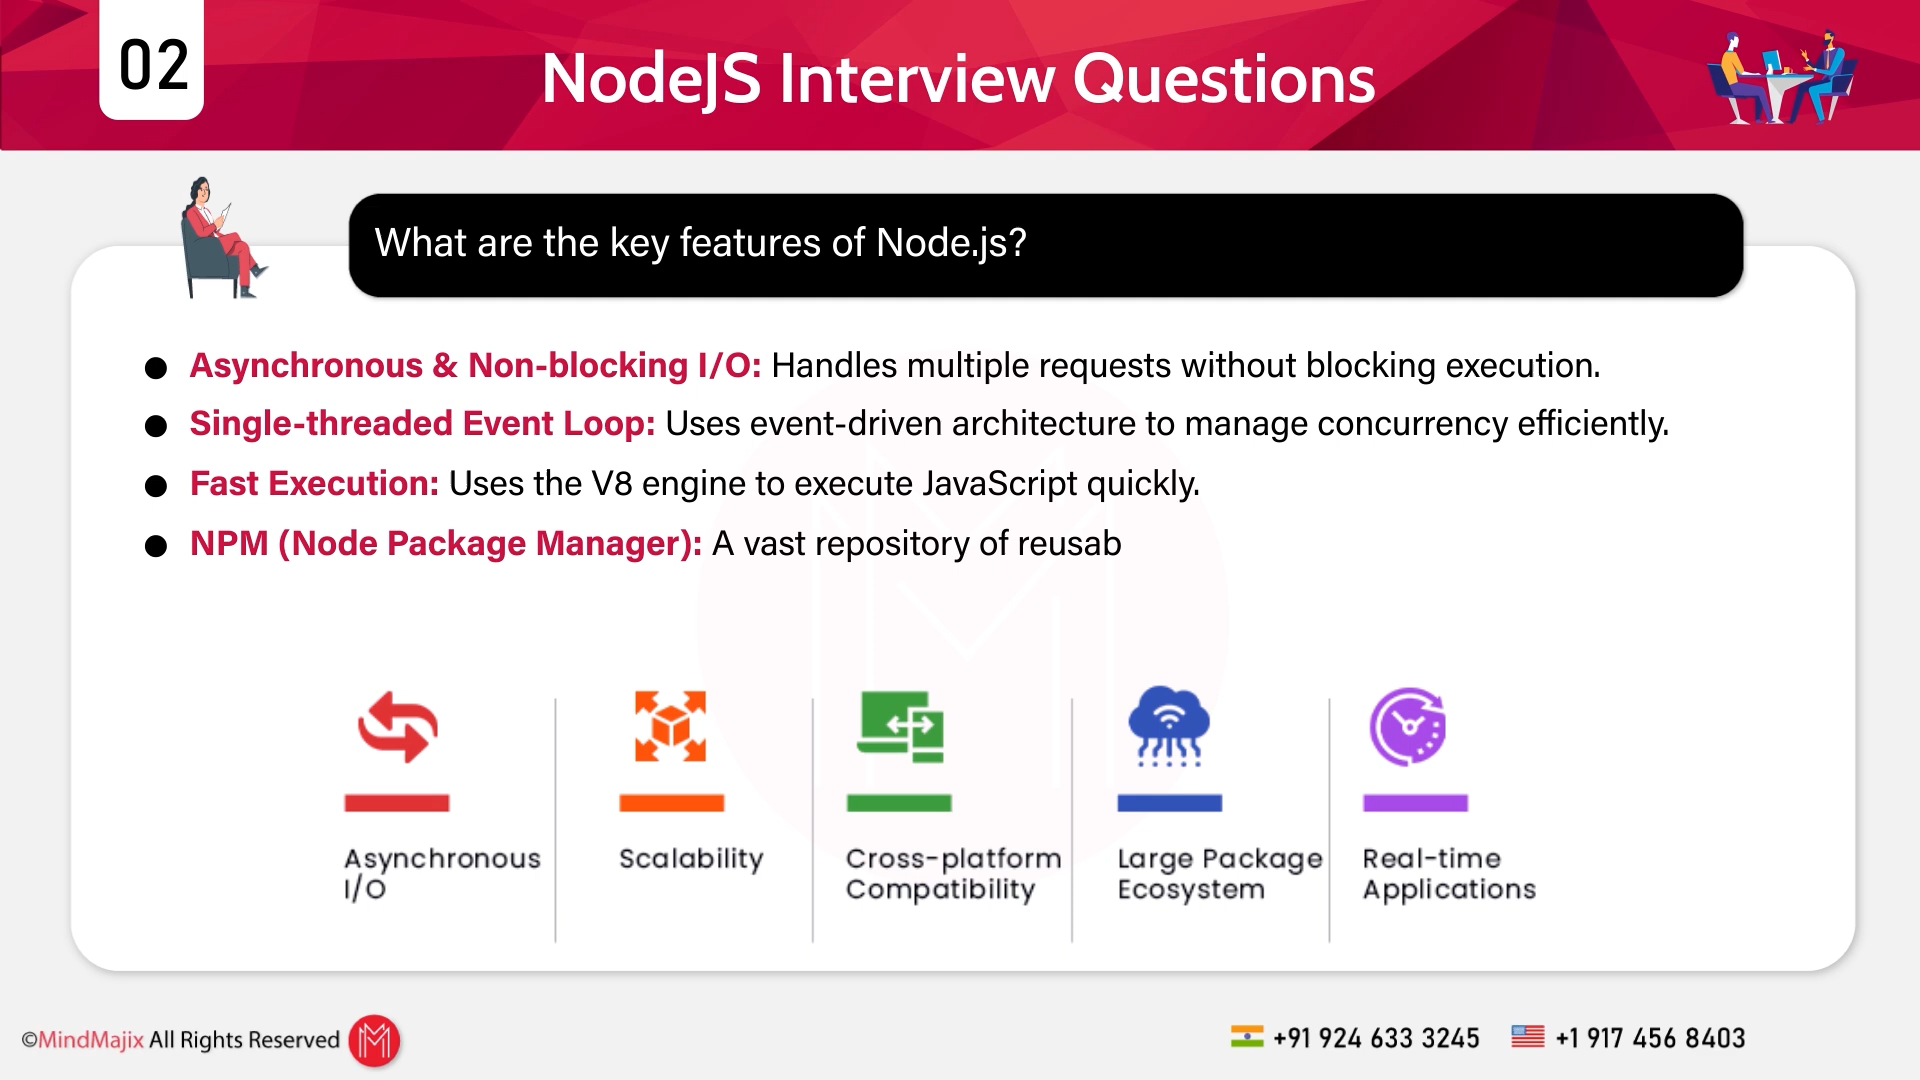 02
NodeJS Interview Questions
What are the key features of Node.js?
● Asynchronous & Non-blocking I/O: Handles multiple requests without blocking execution.
● Single-threaded Event Loop: Uses event-driven architecture to manage concurrency efficiently.
● Fast Execution: Uses the V8 engine to execute JavaScript quickly.
● NPM (Node Package Manager): A vast repository of reusab
Asynchronous
I/O
Scalability
Cross-platform
Compatibility
Large Package
Ecosystem
Real-time
Applications
©MindMajix All Rights Reserved
+91 924 633 3245
+1 917 456 8403